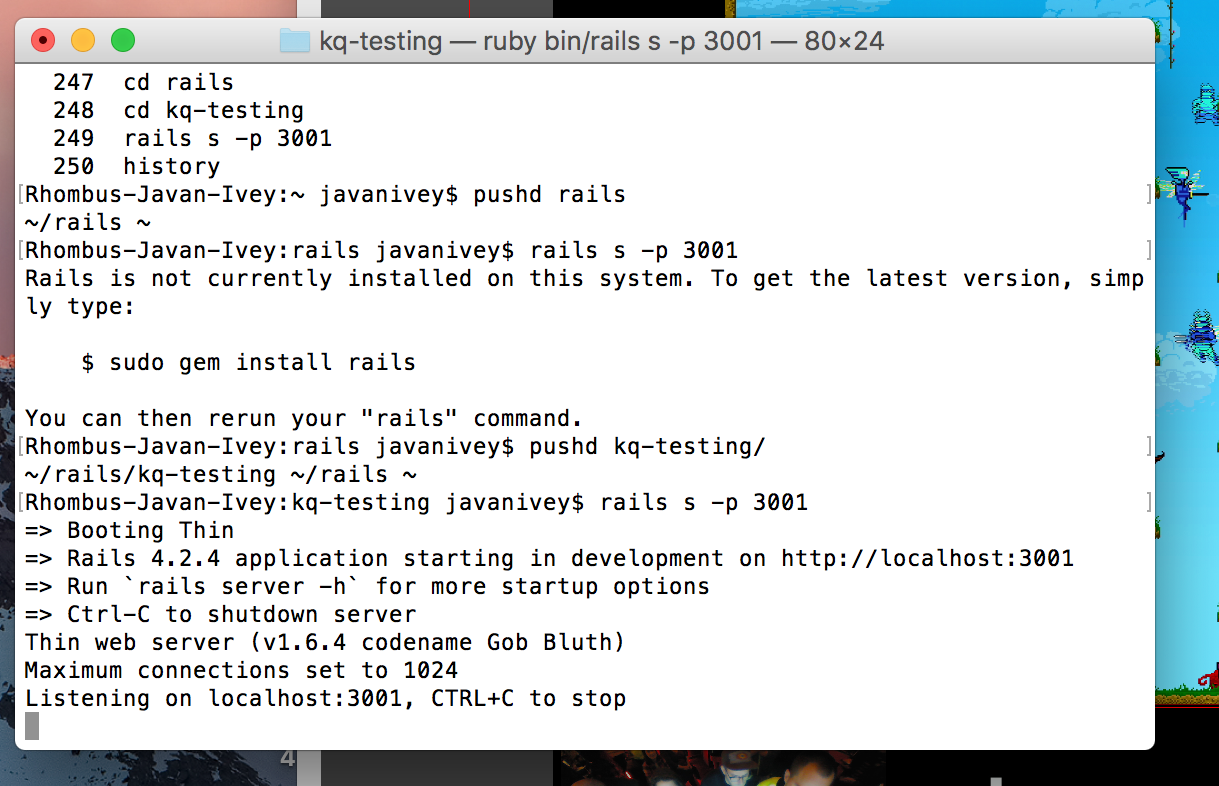 kq-testing — ruby bin/rails s -p 3001 — 80×24
247  cd rails
248  cd kq-testing
249  rails s -p 3001
250  history
[Rhombus-Javan-Ivey:~ javanivey$ pushd rails ]
~/rails ~
[Rhombus-Javan-Ivey:rails javanivey$ rails s -p 3001 ]
Rails is not currently installed on this system. To get the latest version, simp
ly type:
$ sudo gem install rails
You can then rerun your "rails" command.
[Rhombus-Javan-Ivey:rails javanivey$ pushd kq-testing/ ]
~/rails/kq-testing ~/rails ~
[Rhombus-Javan-Ivey:kq-testing javanivey$ rails s -p 3001 ]
=> Booting Thin
=> Rails 4.2.4 application starting in development on http://localhost:3001
=> Run `rails server -h` for more startup options
=> Ctrl-C to shutdown server
Thin web server (v1.6.4 codename Gob Bluth)
Maximum connections set to 1024
Listening on localhost:3001, CTRL+C to stop
4